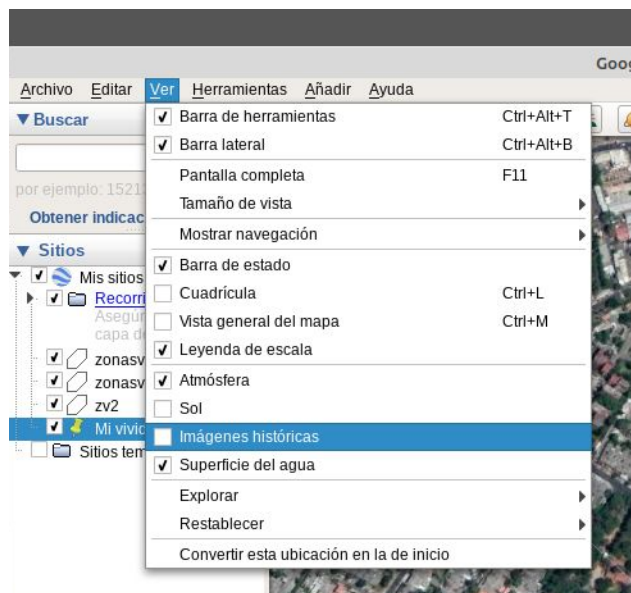 Goo
Archivo Editar Ver Herramientas Añadir Ayuda
Buscar
por ejemplo: 1521
Obtener indicac
Sitios
Mis sitios
Recorri
Asegúr
capa de
zonasv
zonasv
zv2
Mi vivic
Sitios tem
Barra de herramientas Ctrl+Alt+T
Barra lateral Ctrl+Alt+B
Pantalla completa F11
Tamaño de vista
Mostrar navegación
Barra de estado
Cuadrícula Ctrl+L
Vista general del mapa Ctrl+M
Leyenda de escala
Atmósfera
Sol
Imágenes históricas
Superficie del agua
Explorar
Restablecer
Convertir esta ubicación en la de inicio